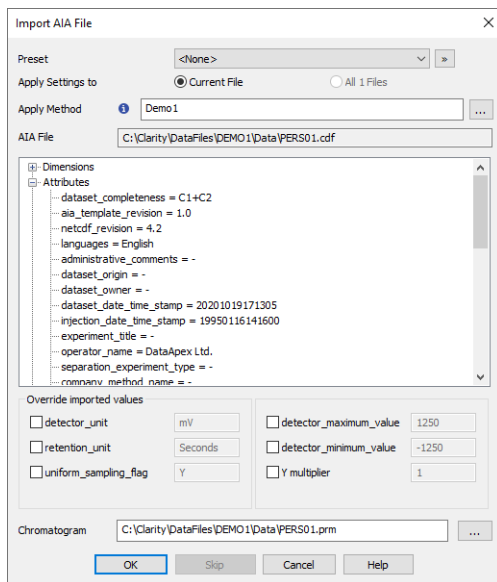 Import AIA File
Preset <None> »
Apply Settings to Current File All 1 Files
Apply Method i Demo1 ...
AIA File C:\Clarity\DataFiles\DEMO1\Data\PERS01.cdf
Dimensions
Attributes
dataset_completeness = C1+C2
aia_template_revision = 1.0
netcdf_revision = 4.2
languages = English
administrative_comments = -
dataset_origin = -
dataset_owner = -
dataset_date_time_stamp = 20201019171305
injection_date_time_stamp = 19950116141600
experiment_title = -
operator_name = DataApex Ltd.
separation_experiment_type = -
company_method_name = -
Override imported values
detector_unit mV detector_maximum_value 1250
retention_unit Seconds detector_minimum_value -1250
uniform_sampling_flag Y Y multiplier 1
Chromatogram C:\Clarity\DataFiles\DEMO1\Data\PERS01.prm ...
OK Skip Cancel Help